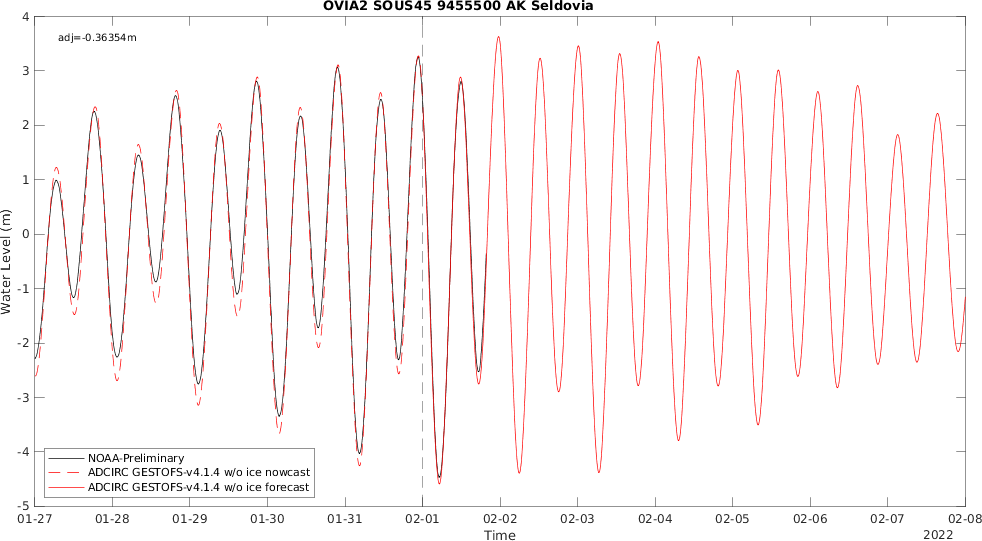 OVIA2 SOUS45 9455500 AK Seldovia
adj=-0.36354m
4
3
2
1
0
-1
-2
-3
-4
-5
Water Level (m)
NOAA-Preliminary
ADCIRC GESTOFS-v4.1.4 w/o ice nowcast
ADCIRC GESTOFS-v4.1.4 w/o ice forecast
01-27 01-28 01-29 01-30 01-31 02-01 02-02 02-03 02-04 02-05 02-06 02-07 02-08
Time
2022